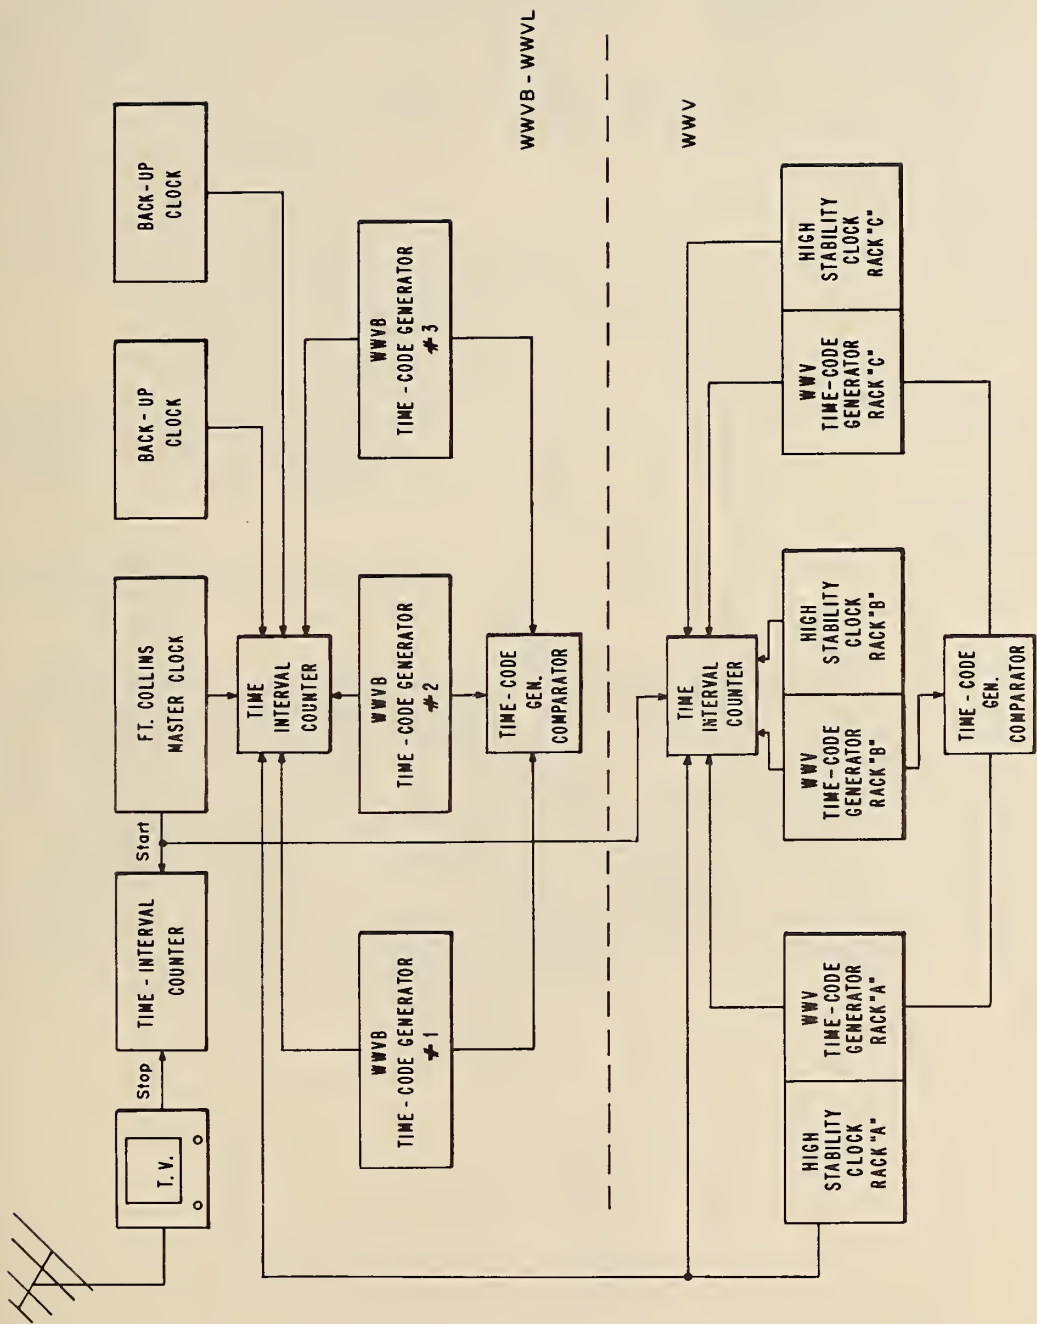 T.V.
Stop
TIME-INTERVAL
COUNTER
Start
FT. COLLINS
MASTER CLOCK
BACK-UP
CLOCK
BACK-UP
CLOCK
TIME
INTERVAL
COUNTER
WWVB
TIME-CODE GENERATOR
#1
WWVB
TIME-CODE GENERATOR
#2
WWVB
TIME-CODE GENERATOR
#3
TIME-CODE
GEN.
COMPARATOR
WWVB-WWVL
WWV
TIME
INTERVAL
COUNTER
HIGH
STABILITY
CLOCK
RACK "A"
WWV
TIME-CODE
GENERATOR
RACK "A"
WWV
TIME-CODE
GENERATOR
RACK "B"
HIGH
STABILITY
CLOCK
RACK "B"
WWV
TIME-CODE
GENERATOR
RACK "C"
HIGH
STABILITY
CLOCK
RACK "C"
TIME-CODE
GEN.
COMPARATOR